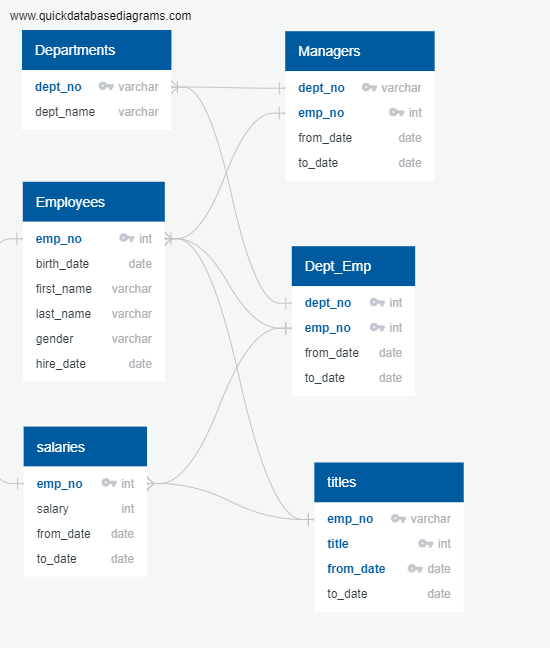 www.quickdatabasediagrams.com
Departments
dept_no varchar
dept_name varchar
Managers
dept_no varchar
emp_no int
from_date date
to_date date
Employees
emp_no int
birth_date date
first_name varchar
last_name varchar
gender varchar
hire_date date
Dept_Emp
dept_no int
emp_no int
from_date date
to_date date
salaries
emp_no int
salary int
from_date date
to_date date
titles
emp_no varchar
title int
from_date date
to_date date